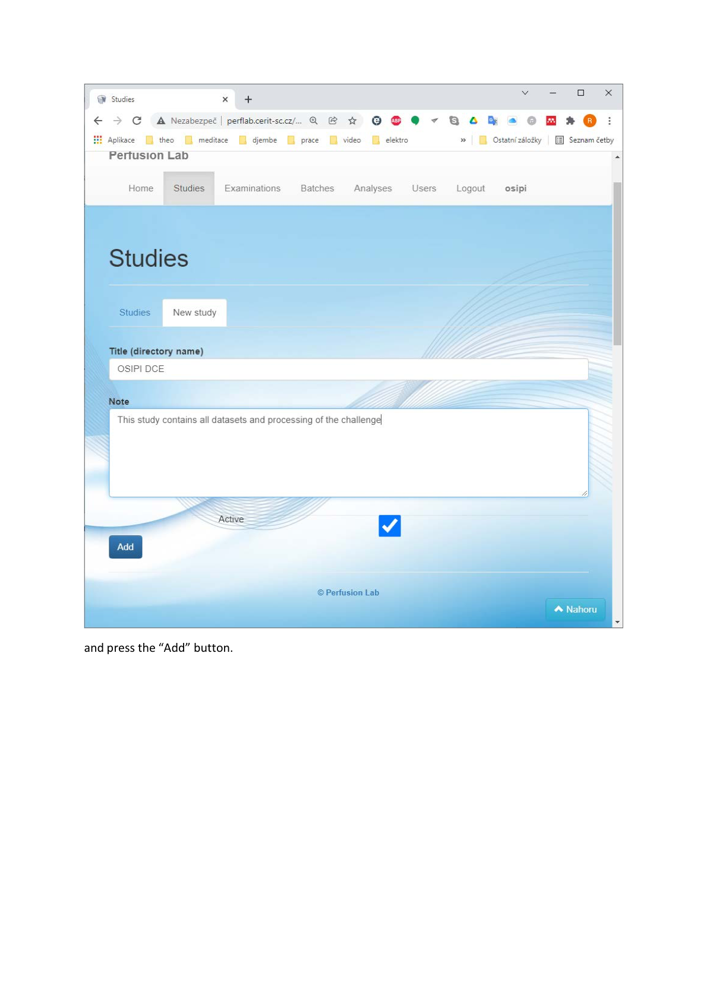 Studies
Nezabezpeč perflab.cerit-sc.cz/... ABP R
Aplikace theo meditace djembe prace video elektro » Ostatní záložky Seznam četby
Perfusion Lab
Home Studies Examinations Batches Analyses Users Logout osipi
Studies
Studies New study
Title (directory name)
OSIPI DCE
Note
This study contains all datasets and processing of the challenge
Active
Add
© Perfusion Lab
Nahoru
and press the “Add” button.